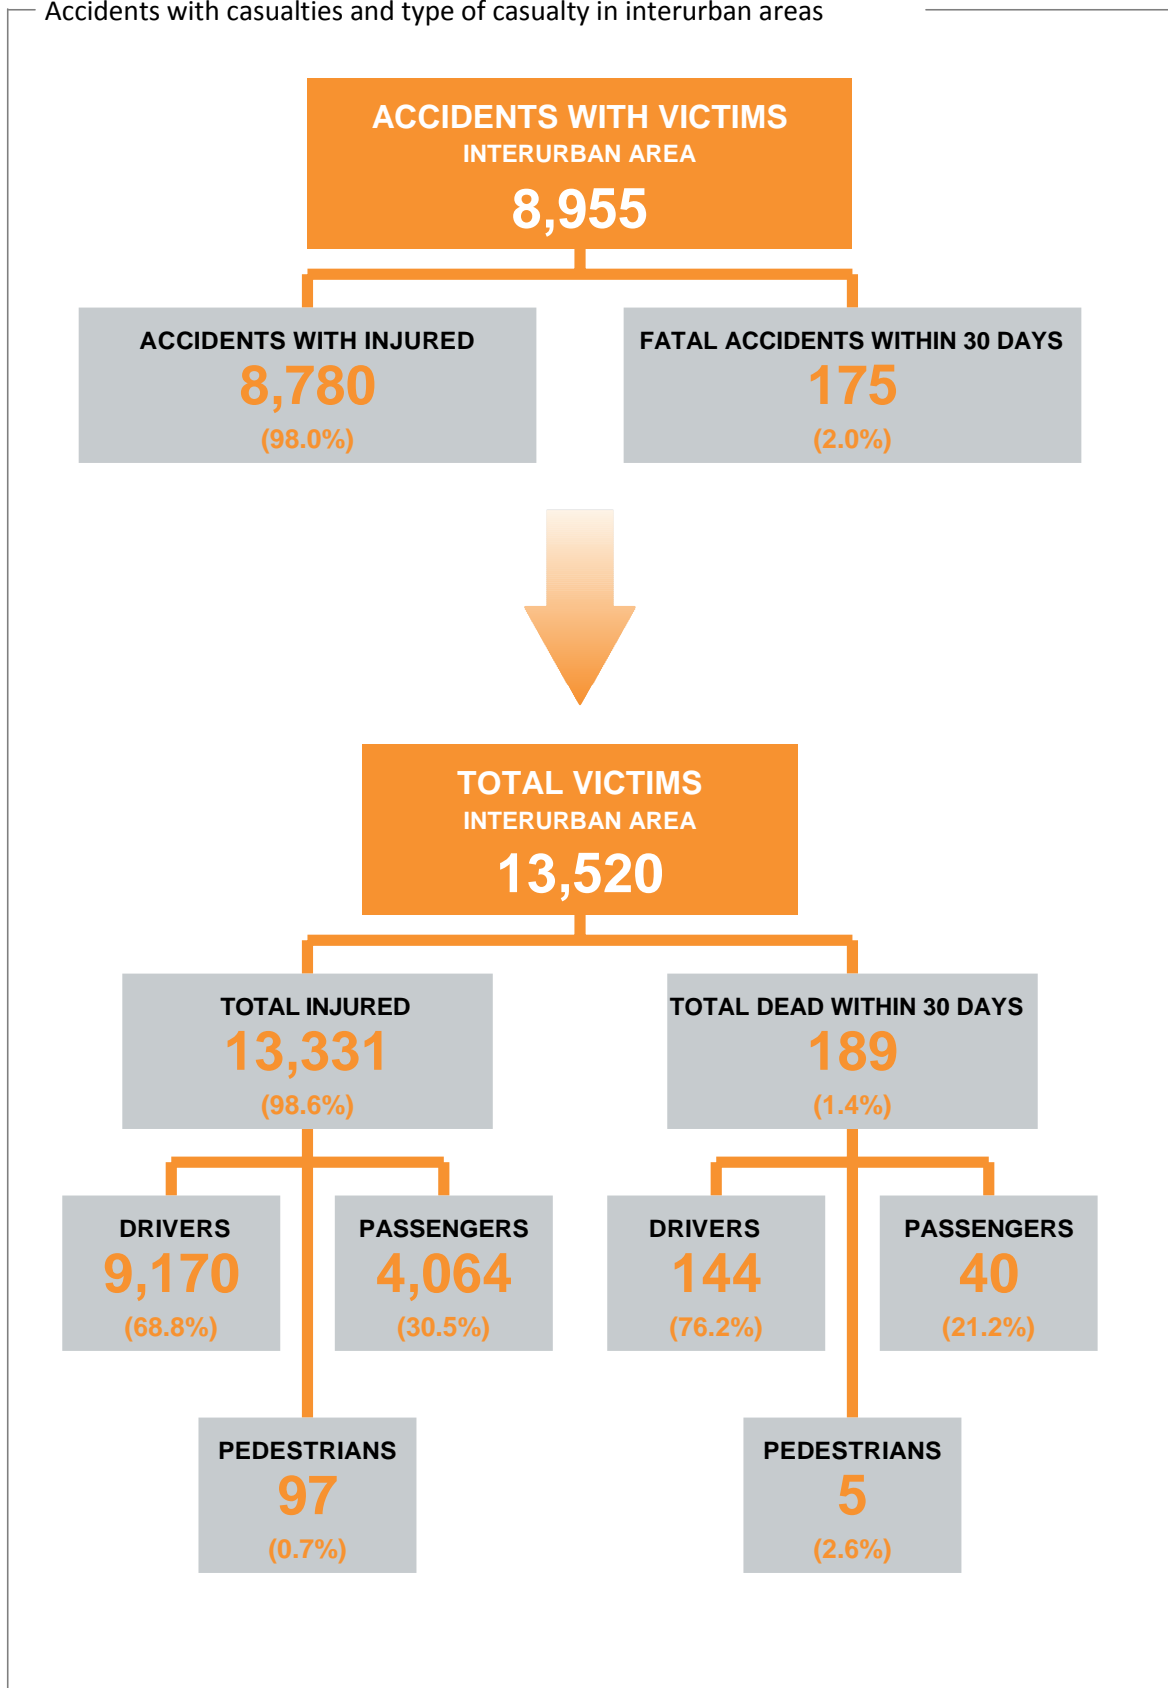 Accidents with casualties and type of casualty in interurban areas
ACCIDENTS WITH VICTIMS
INTERURBAN AREA
8,955
ACCIDENTS WITH INJURED
8,780
(98.0%)
FATAL ACCIDENTS WITHIN 30 DAYS
175
(2.0%)
TOTAL VICTIMS
INTERURBAN AREA
13,520
TOTAL INJURED
13,331
(98.6%)
TOTAL DEAD WITHIN 30 DAYS
189
(1.4%)
DRIVERS
9,170
(68.8%)
PASSENGERS
4,064
(30.5%)
DRIVERS
144
(76.2%)
PASSENGERS
40
(21.2%)
PEDESTRIANS
97
(0.7%)
PEDESTRIANS
5
(2.6%)